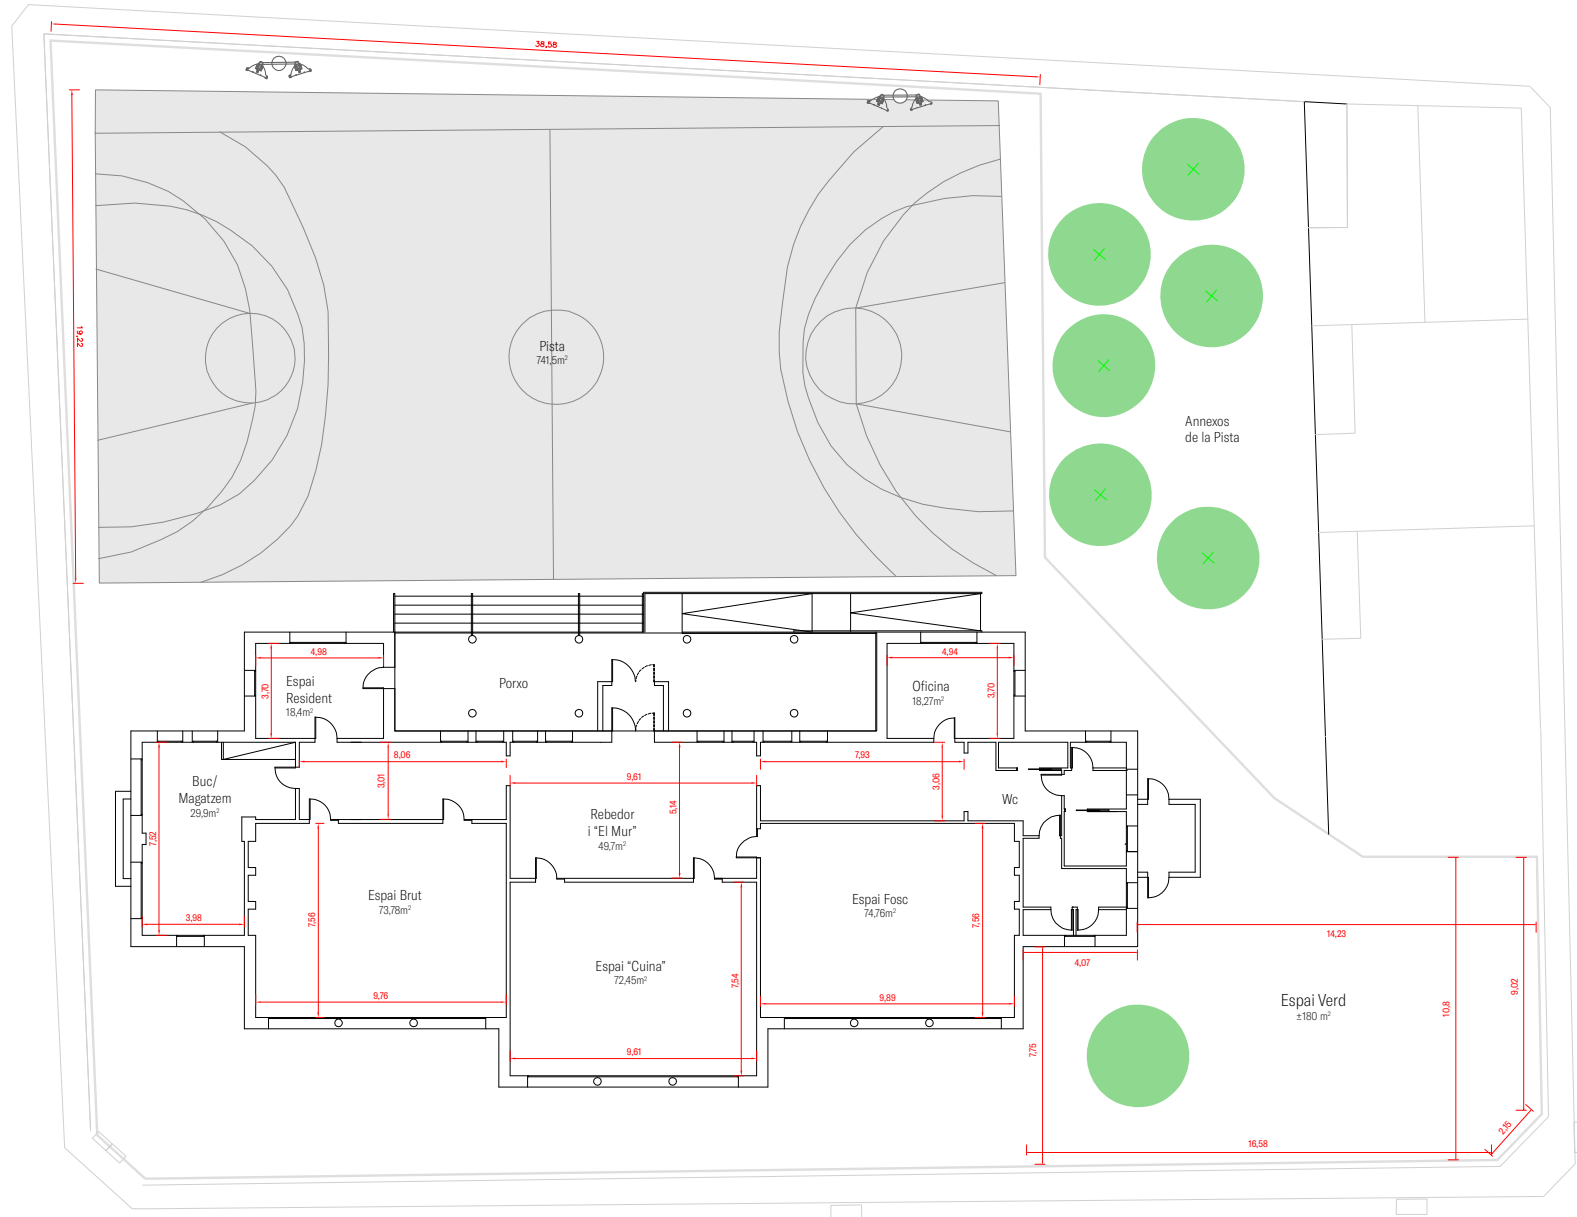 38,58
19,22
Pista
741,5m²
Annexos
de la Pista
4,98
3,70
Espai
Resident
18,4m²
Porxo
4,94
Oficina
18,27m²
3,70
8,06
3,01
9,61
5,14
7,93
3,06
Buc/
Magatzem
29,9m²
7,52
3,98
Rebedor
i “El Mur”
49,7m²
Wc
Espai Brut
73,78m²
7,56
9,76
Espai “Cuina”
72,45m²
7,54
9,61
Espai Fosc
74,76m²
7,56
9,89
14,23
4,07
7,75
Espai Verd
±180 m²
10,8
9,02
2,15
16,58